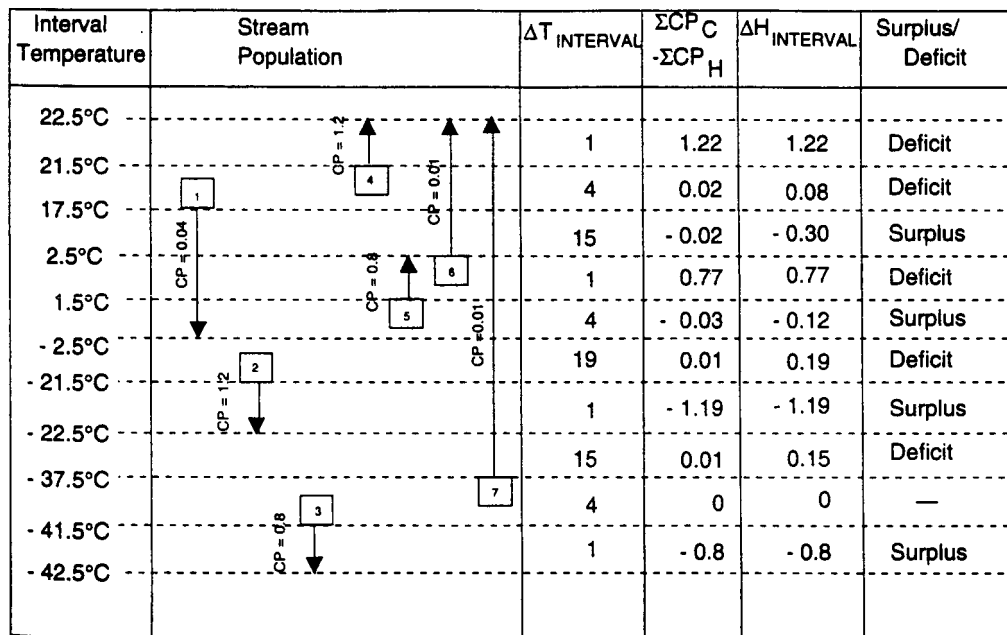 Interval Temperature
Stream Population
ΔT INTERVAL
ΣCP C -ΣCP H
ΔH INTERVAL
Surplus/ Deficit
22.5°C
1 1.22 1.22 Deficit
21.5°C
4 0.02 0.08 Deficit
17.5°C
15 - 0.02 - 0.30 Surplus
2.5°C
1 0.77 0.77 Deficit
1.5°C
4 - 0.03 - 0.12 Surplus
- 2.5°C
19 0.01 0.19 Deficit
- 21.5°C
1 - 1.19 - 1.19 Surplus
- 22.5°C
15 0.01 0.15 Deficit
- 37.5°C
4 0 0 —
- 41.5°C
1 - 0.8 - 0.8 Surplus
- 42.5°C
1
CP = 0.04
2
CP = 1.2
3
CP = 0.8
4
CP = 1.2
5
CP = 0.8
6
CP = 0.01
7
CP =0.01